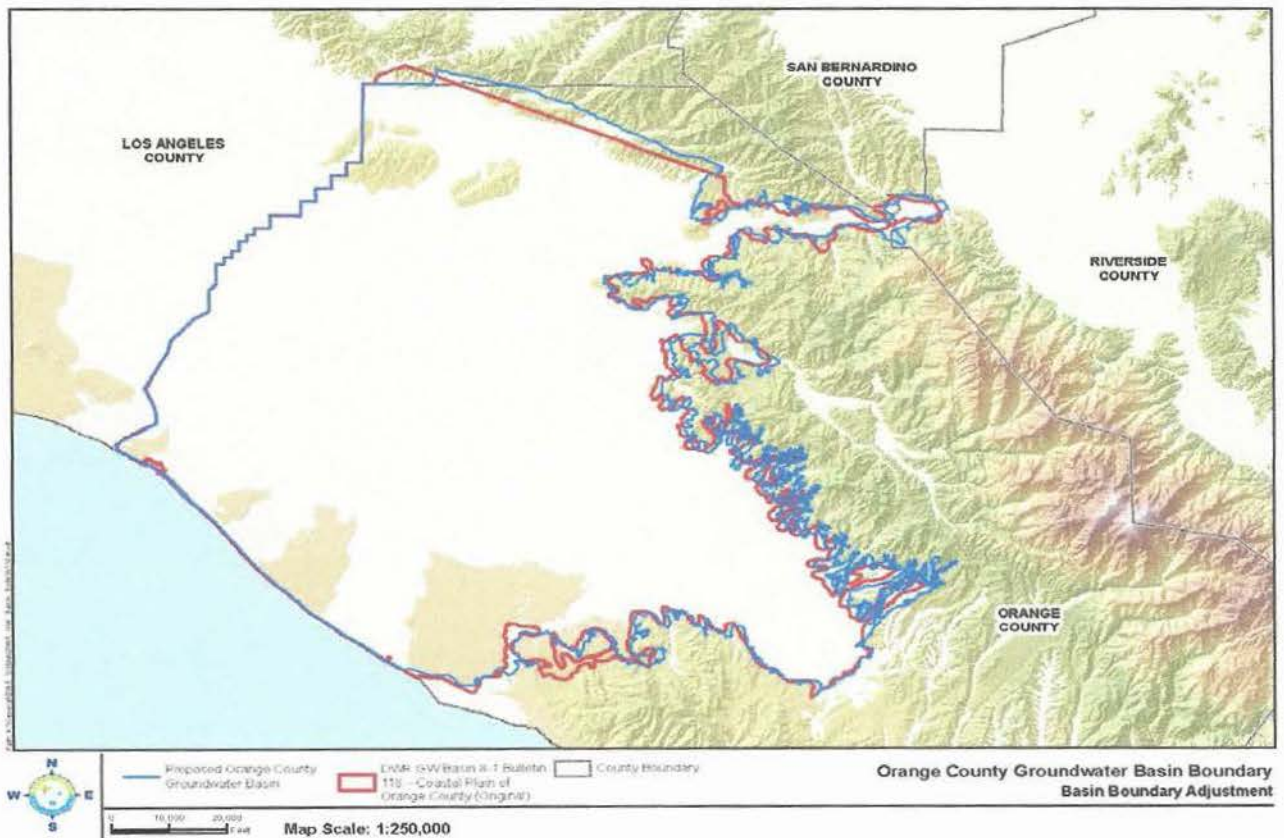 SAN BERNARDINO
COUNTY
LOS ANGELES
COUNTY
RIVERSIDE
COUNTY
ORANGE
COUNTY
N
W
E
S
Proposed Orange County
Groundwater Basin
DWR GW Basin 8-1 Bulletin
118 - Coastal Plain of
Orange County (Original)
County Boundary
Orange County Groundwater Basin Boundary
Basin Boundary Adjustment
0 10,000 20,000
Feet
Map Scale: 1:250,000